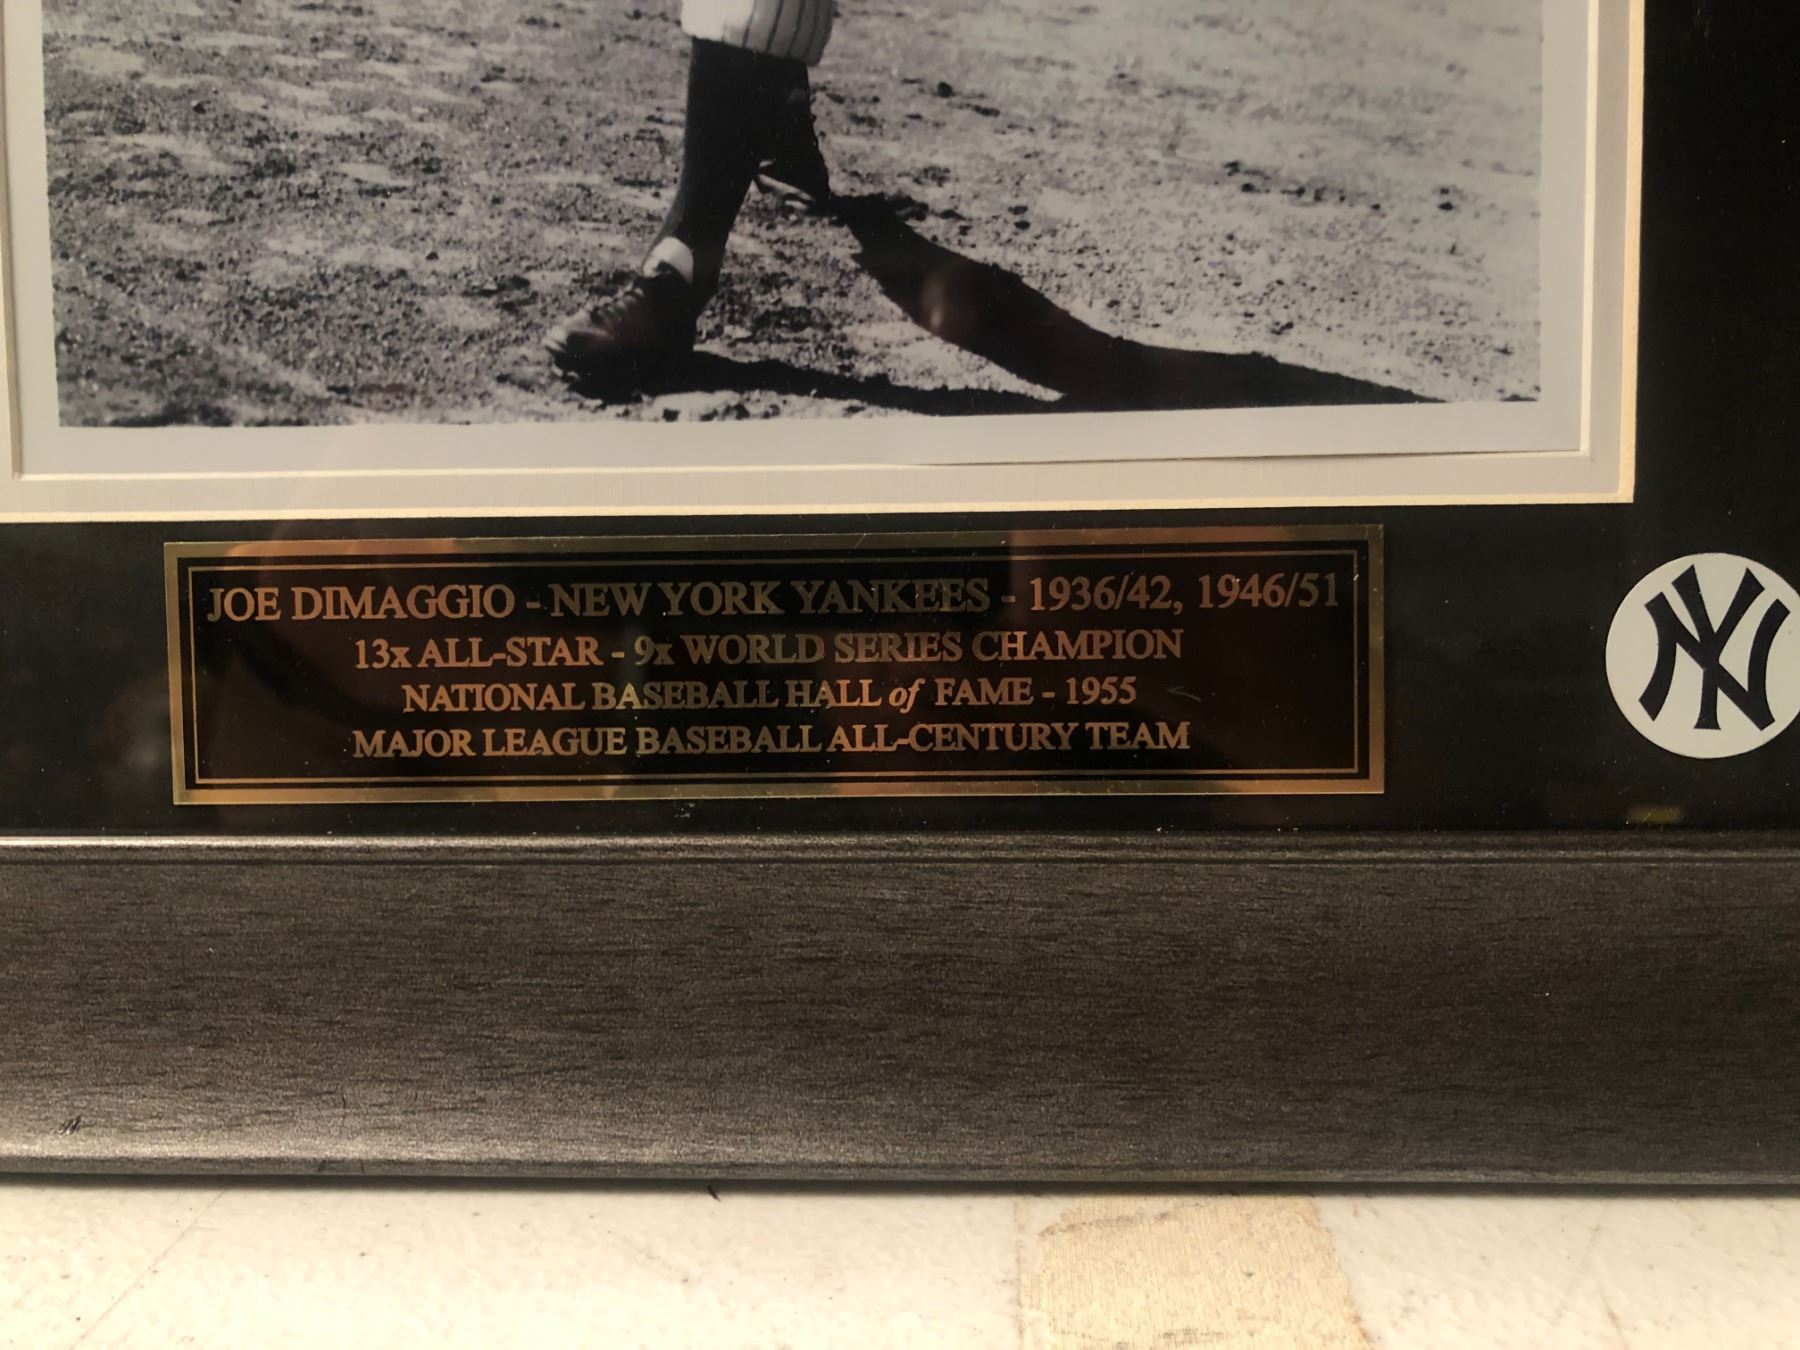 JOE DIMAGGIO - NEW YORK YANKEES - 1936/42, 1946/51
13x ALL-STAR - 9x WORLD SERIES CHAMPION
NATIONAL BASEBALL HALL of FAME - 1955
MAJOR LEAGUE BASEBALL ALL-CENTURY TEAM
NY